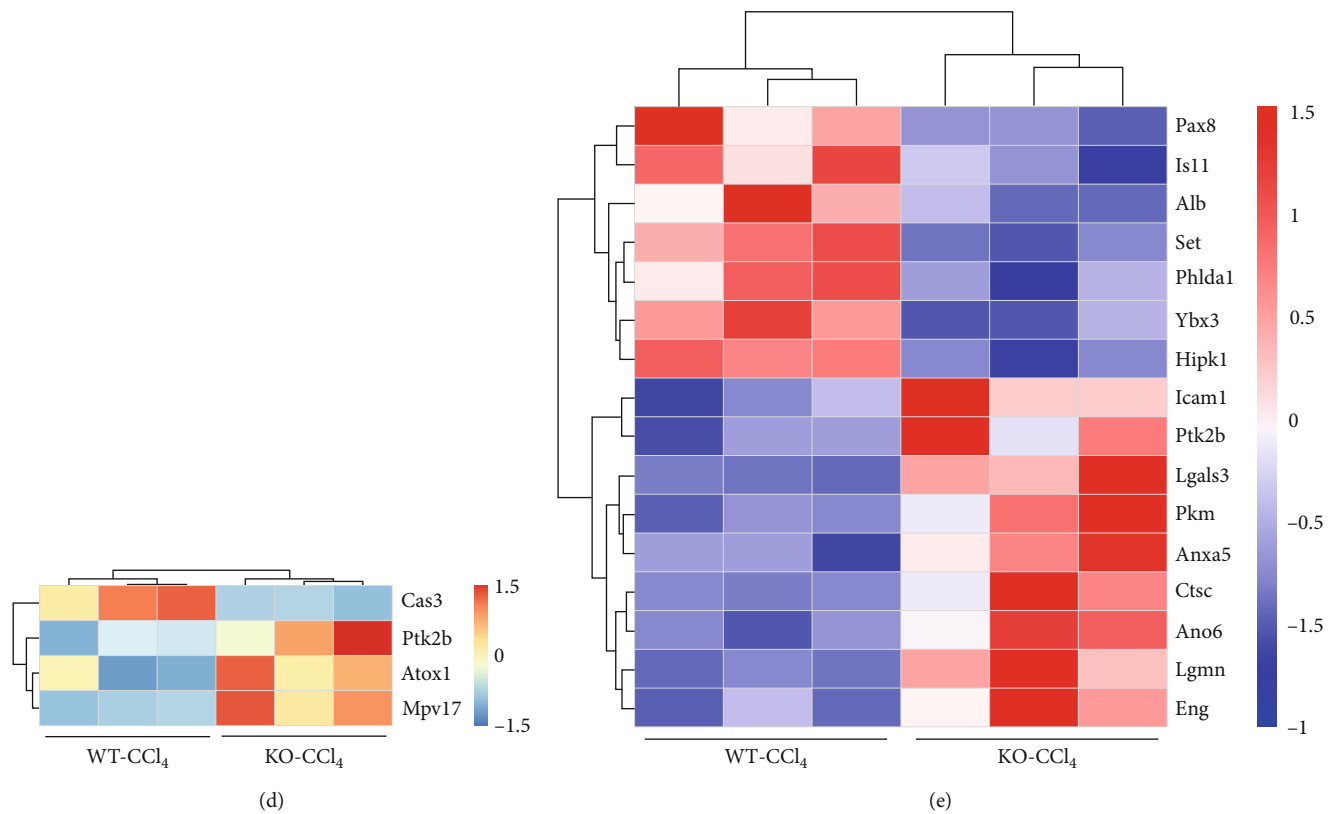 Cas3
Ptk2b
Atox1
Mpv17
1.5
0
–1.5
WT-CCl₄
KO-CCl₄
(d)
Pax8
Is11
Alb
Set
Phlda1
Ybx3
Hipk1
Icam1
Ptk2b
Lgals3
Pkm
Anxa5
Ctsc
Ano6
Lgmn
Eng
1.5
1
0.5
0
–0.5
–1.5
–1
WT-CCl₄
KO-CCl₄
(e)